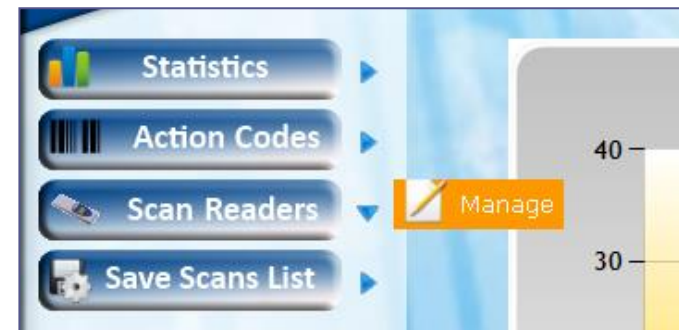 Statistics
Action Codes
40
Scan Readers
Manage
Save Scans List
30